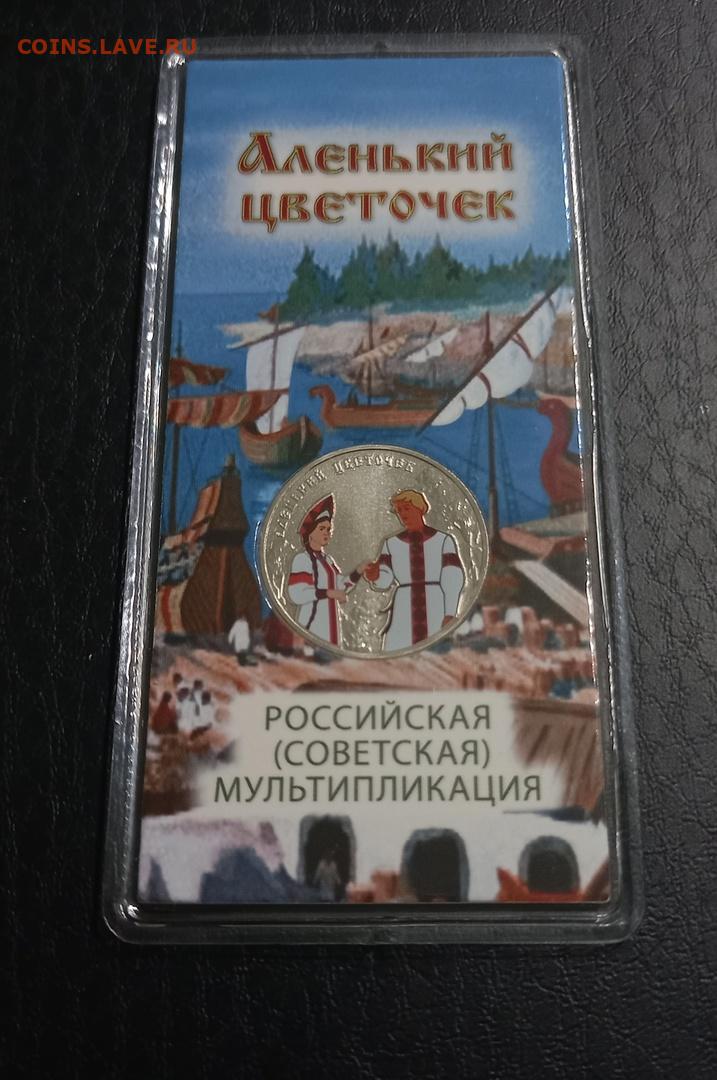 COINS.LAVE.RU
Аленький
цветочек
АЛЕНЬКИЙ ЦВЕТОЧЕК
РОССИЙСКАЯ
(СОВЕТСКАЯ)
МУЛЬТИПЛИКАЦИЯ